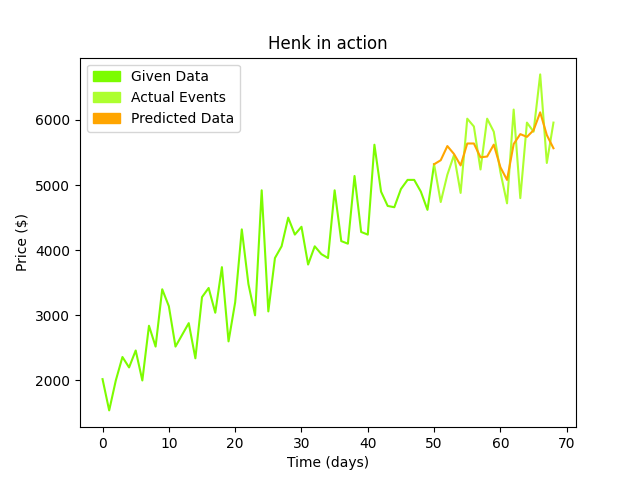 Henk in action
Given Data
Actual Events
Predicted Data
Price ($)
6000
5000
4000
3000
2000
0 10 20 30 40 50 60 70
Time (days)